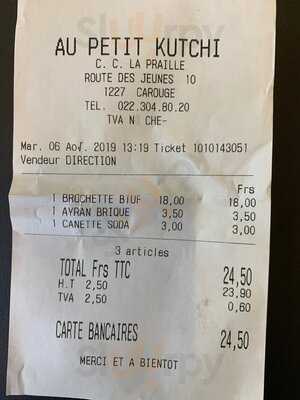 AU PETIT KUTCHI
C. C. LA PRAILLE
ROUTE DES JEUNES 10
1227 CAROUGE
TEL. 022.304.80.20
TVA N CHE-
Mar. 06 Aoû. 2019 13:19 Ticket 1010143051
Vendeur DIRECTION
Frs
1 BROCHETTE BŒUF 18,00 18,00
1 AYRAN BRIQUE 3,50 3,50
1 CANETTE SODA 3,00 3,00
3 articles
TOTAL Frs TTC 24,50
H.T 2,50 23,90
TVA 2,50 0,60
CARTE BANCAIRES 24,50
MERCI ET A BIENTOT